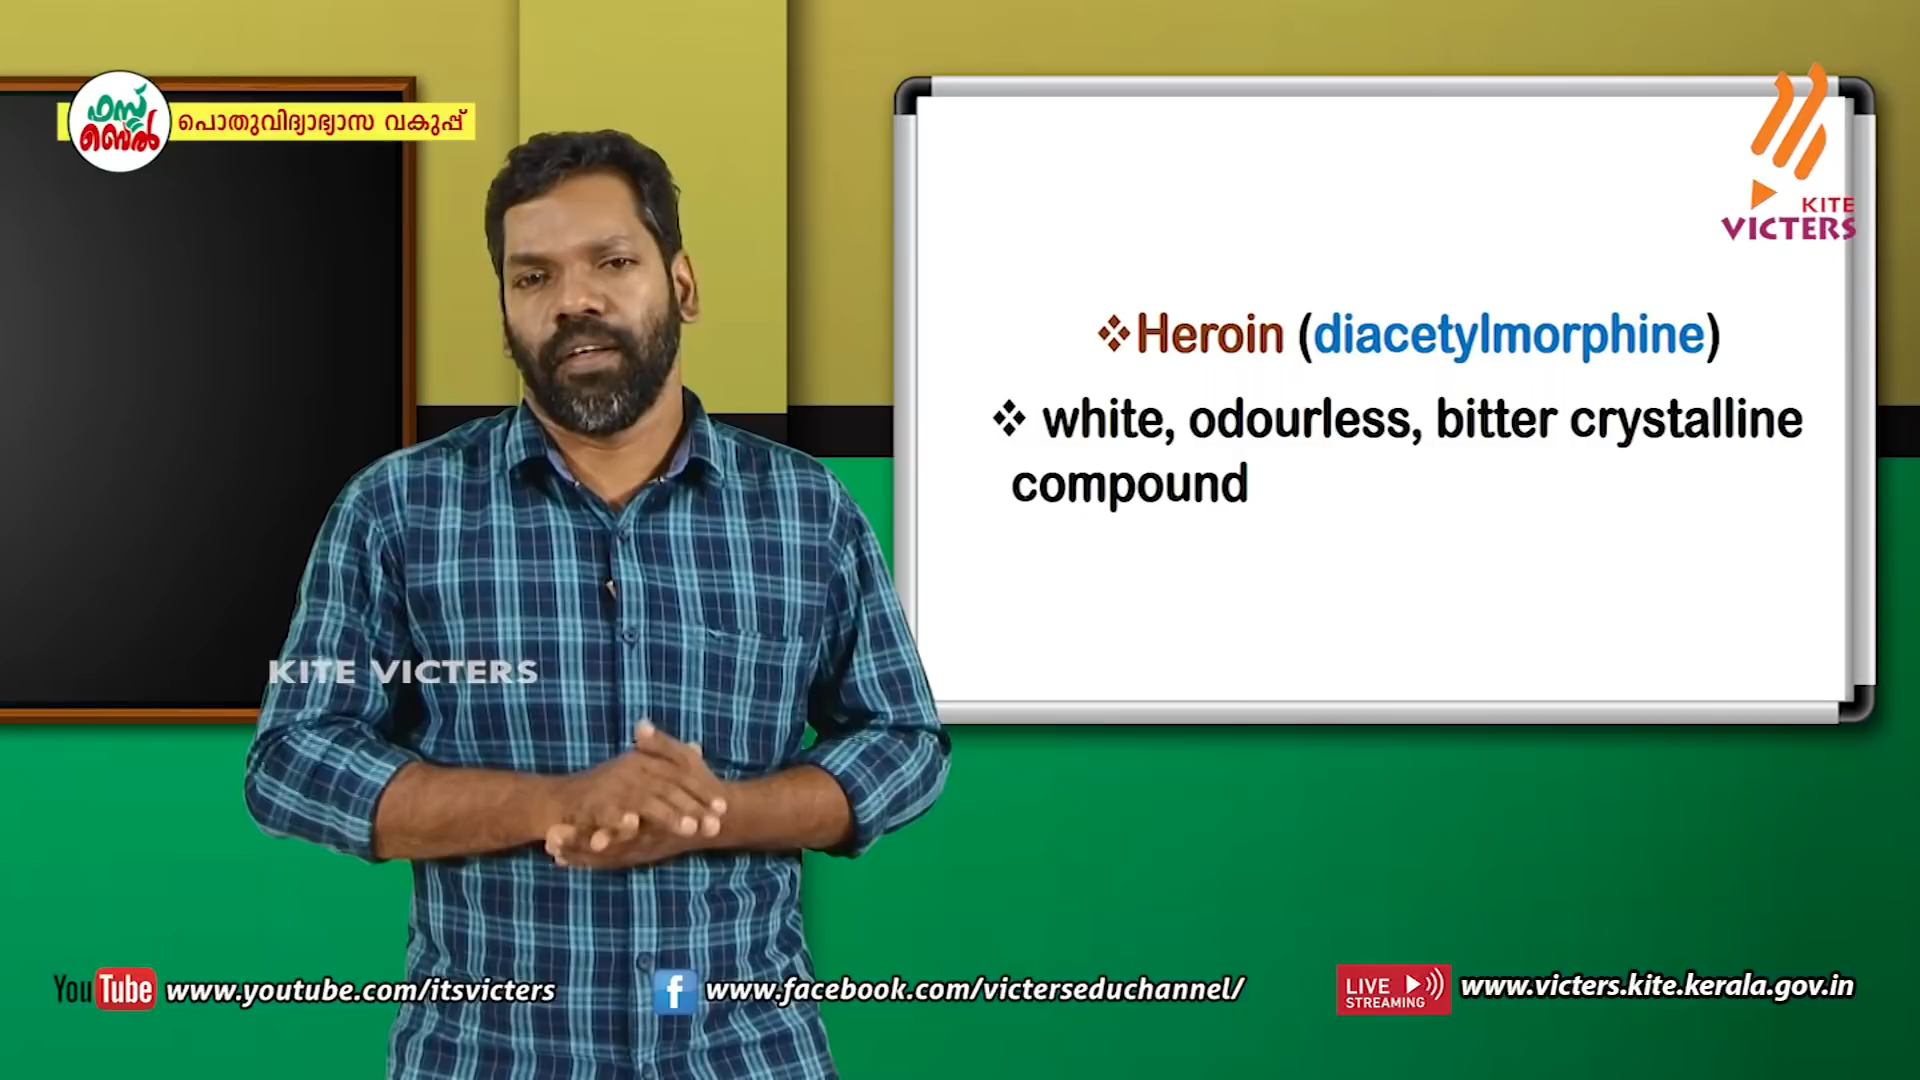 ഫസ്റ്റ്
ബെൽ
പൊതുവിദ്യാഭ്യാസ വകുപ്പ്
KITE
VICTERS
❖Heroin (diacetylmorphine)
❖ white, odourless, bitter crystalline
compound
KITE VICTERS
YouTube www.youtube.com/itsvicters
f www.facebook.com/victerseduchannel/
LIVE
STREAMING
www.victers.kite.kerala.gov.in